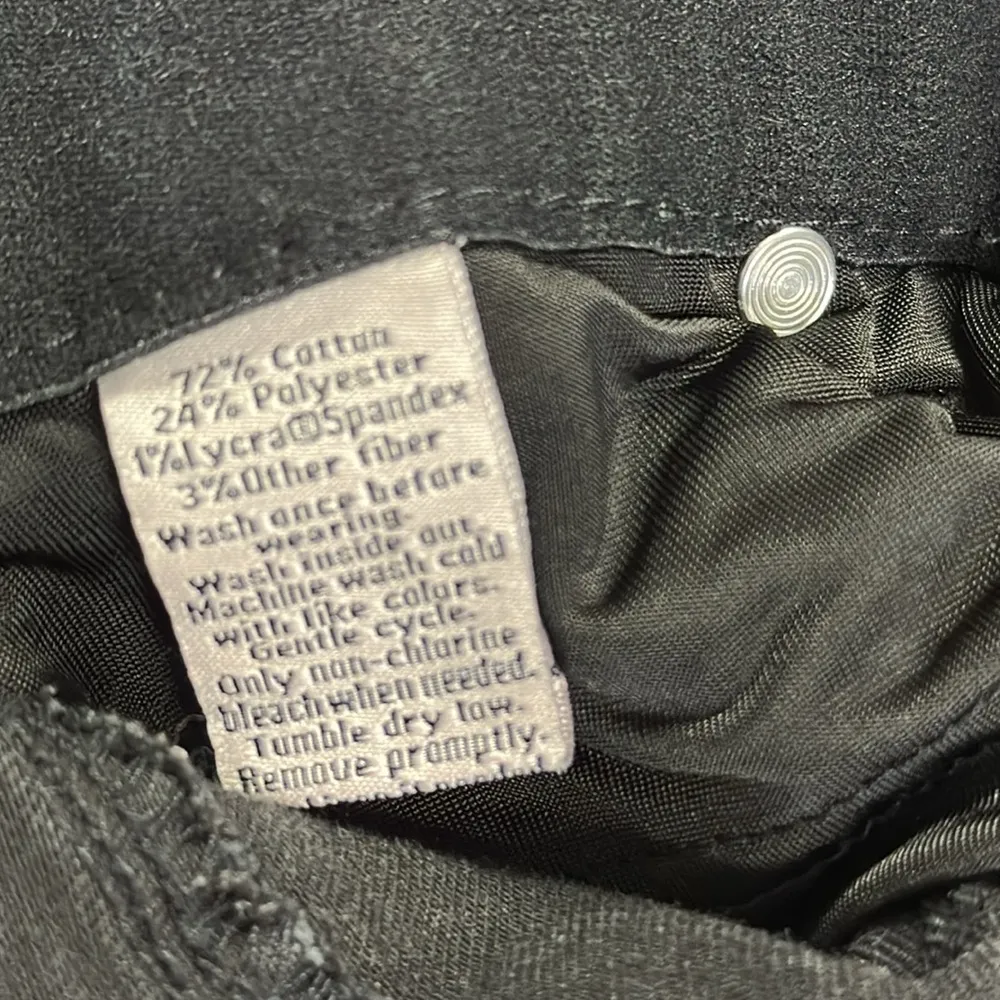 72% Cotton
24% Polyester
1%Lycra®Spandex
3%Other fiber
Wash once before
wearing.
Wash inside out.
Machine wash cold
with like colors.
Gentle cycle.
Only non-chlorine
bleach when needed.
Tumble dry low.
Remove promptly.